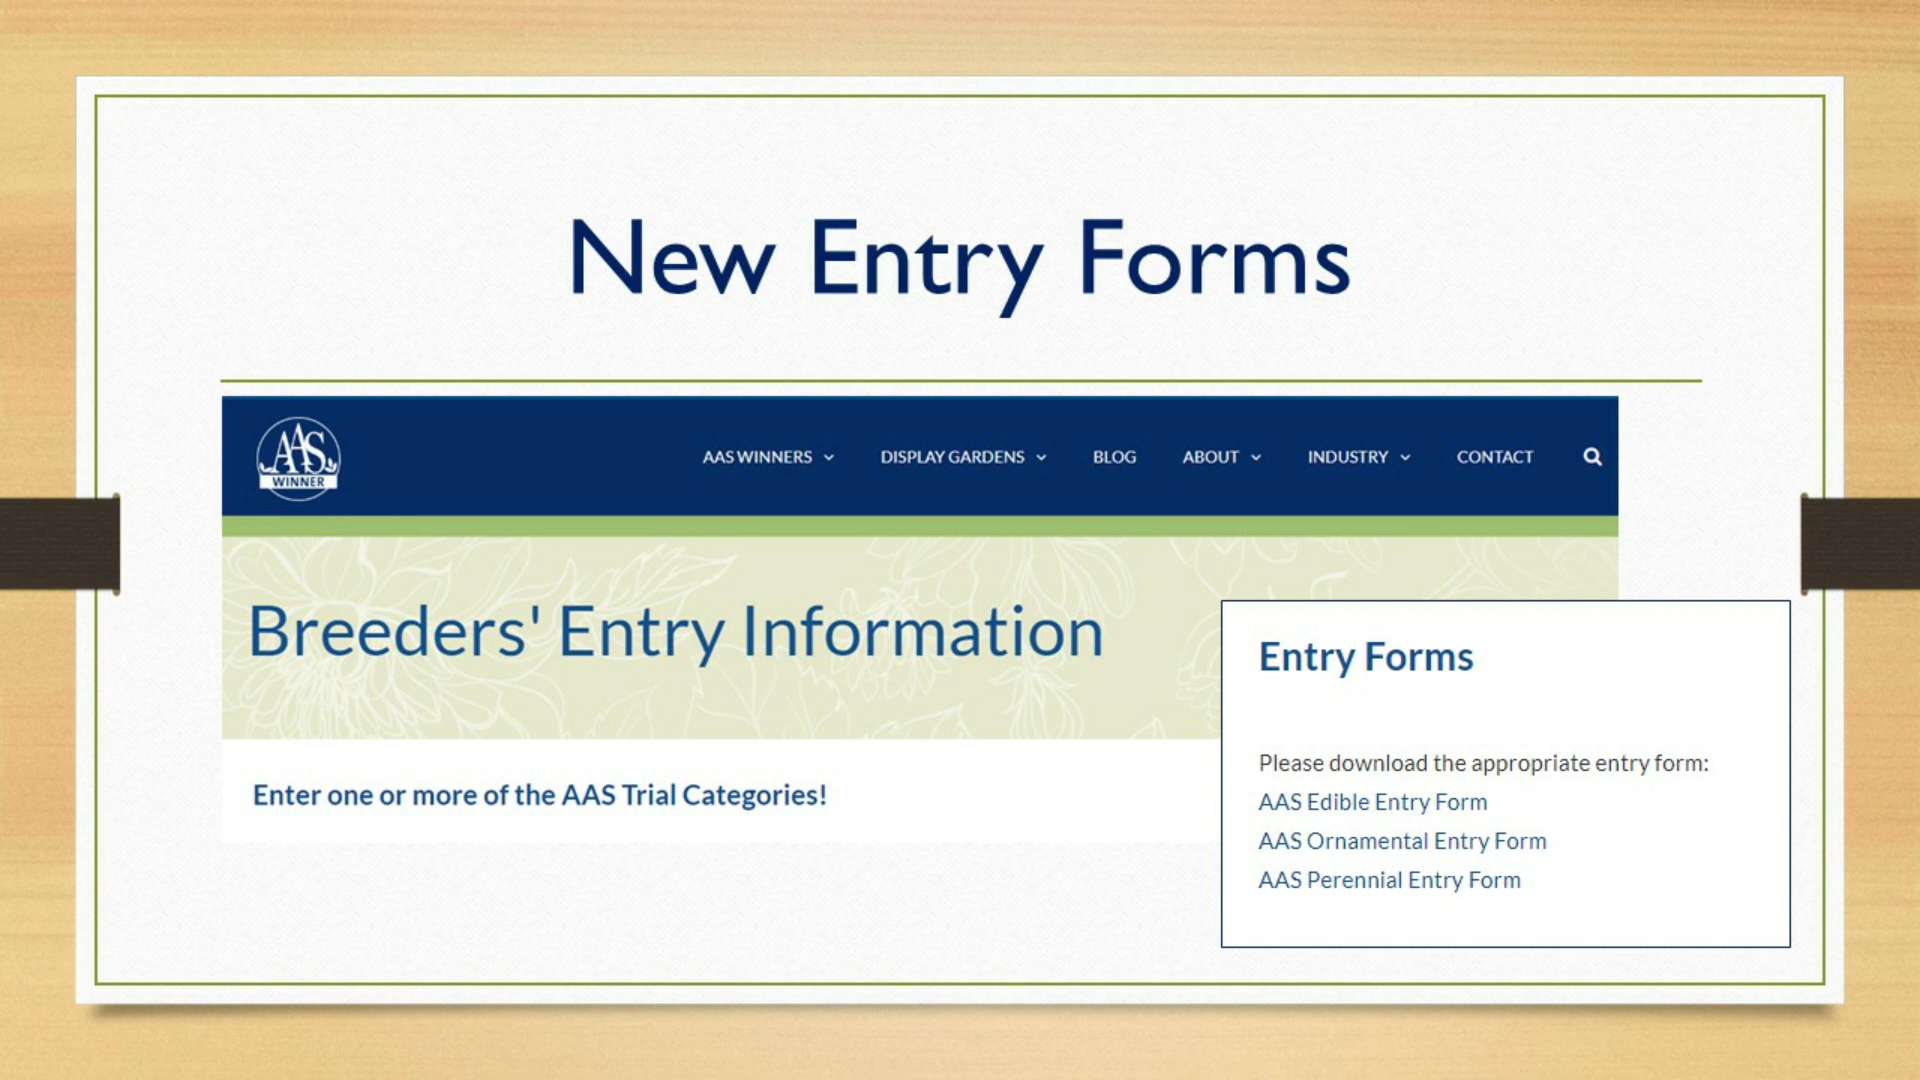 New Entry Forms
AAS
WINNER
AAS WINNERS
DISPLAY GARDENS
BLOG
ABOUT
INDUSTRY
CONTACT
Breeders' Entry Information
Enter one or more of the AAS Trial Categories!
Entry Forms
Please download the appropriate entry form:
AAS Edible Entry Form
AAS Ornamental Entry Form
AAS Perennial Entry Form